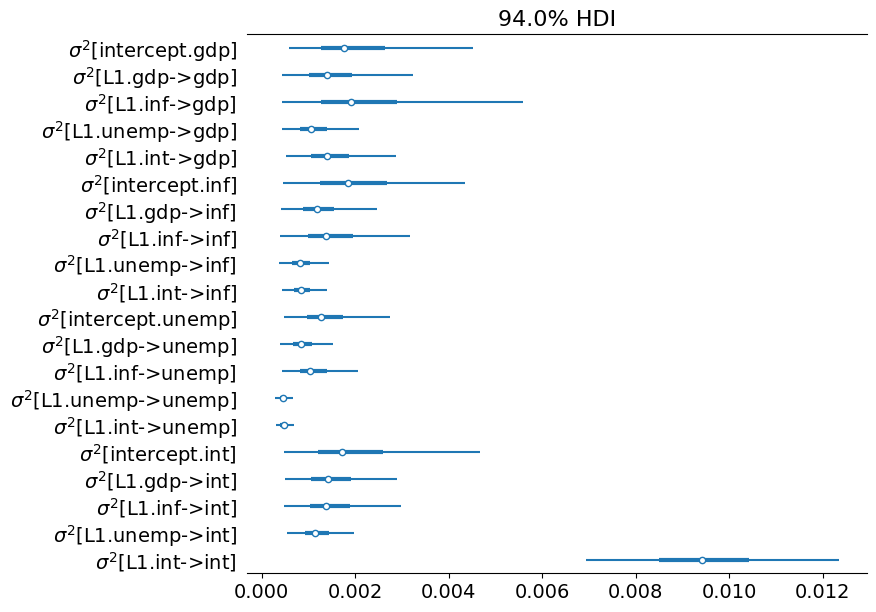 94.0% HDI
σ²[intercept.gdp]
σ²[L1.gdp->gdp]
σ²[L1.inf->gdp]
σ²[L1.unemp->gdp]
σ²[L1.int->gdp]
σ²[intercept.inf]
σ²[L1.gdp->inf]
σ²[L1.inf->inf]
σ²[L1.unemp->inf]
σ²[L1.int->inf]
σ²[intercept.unemp]
σ²[L1.gdp->unemp]
σ²[L1.inf->unemp]
σ²[L1.unemp->unemp]
σ²[L1.int->unemp]
σ²[intercept.int]
σ²[L1.gdp->int]
σ²[L1.inf->int]
σ²[L1.unemp->int]
σ²[L1.int->int]
0.000 0.002 0.004 0.006 0.008 0.010 0.012